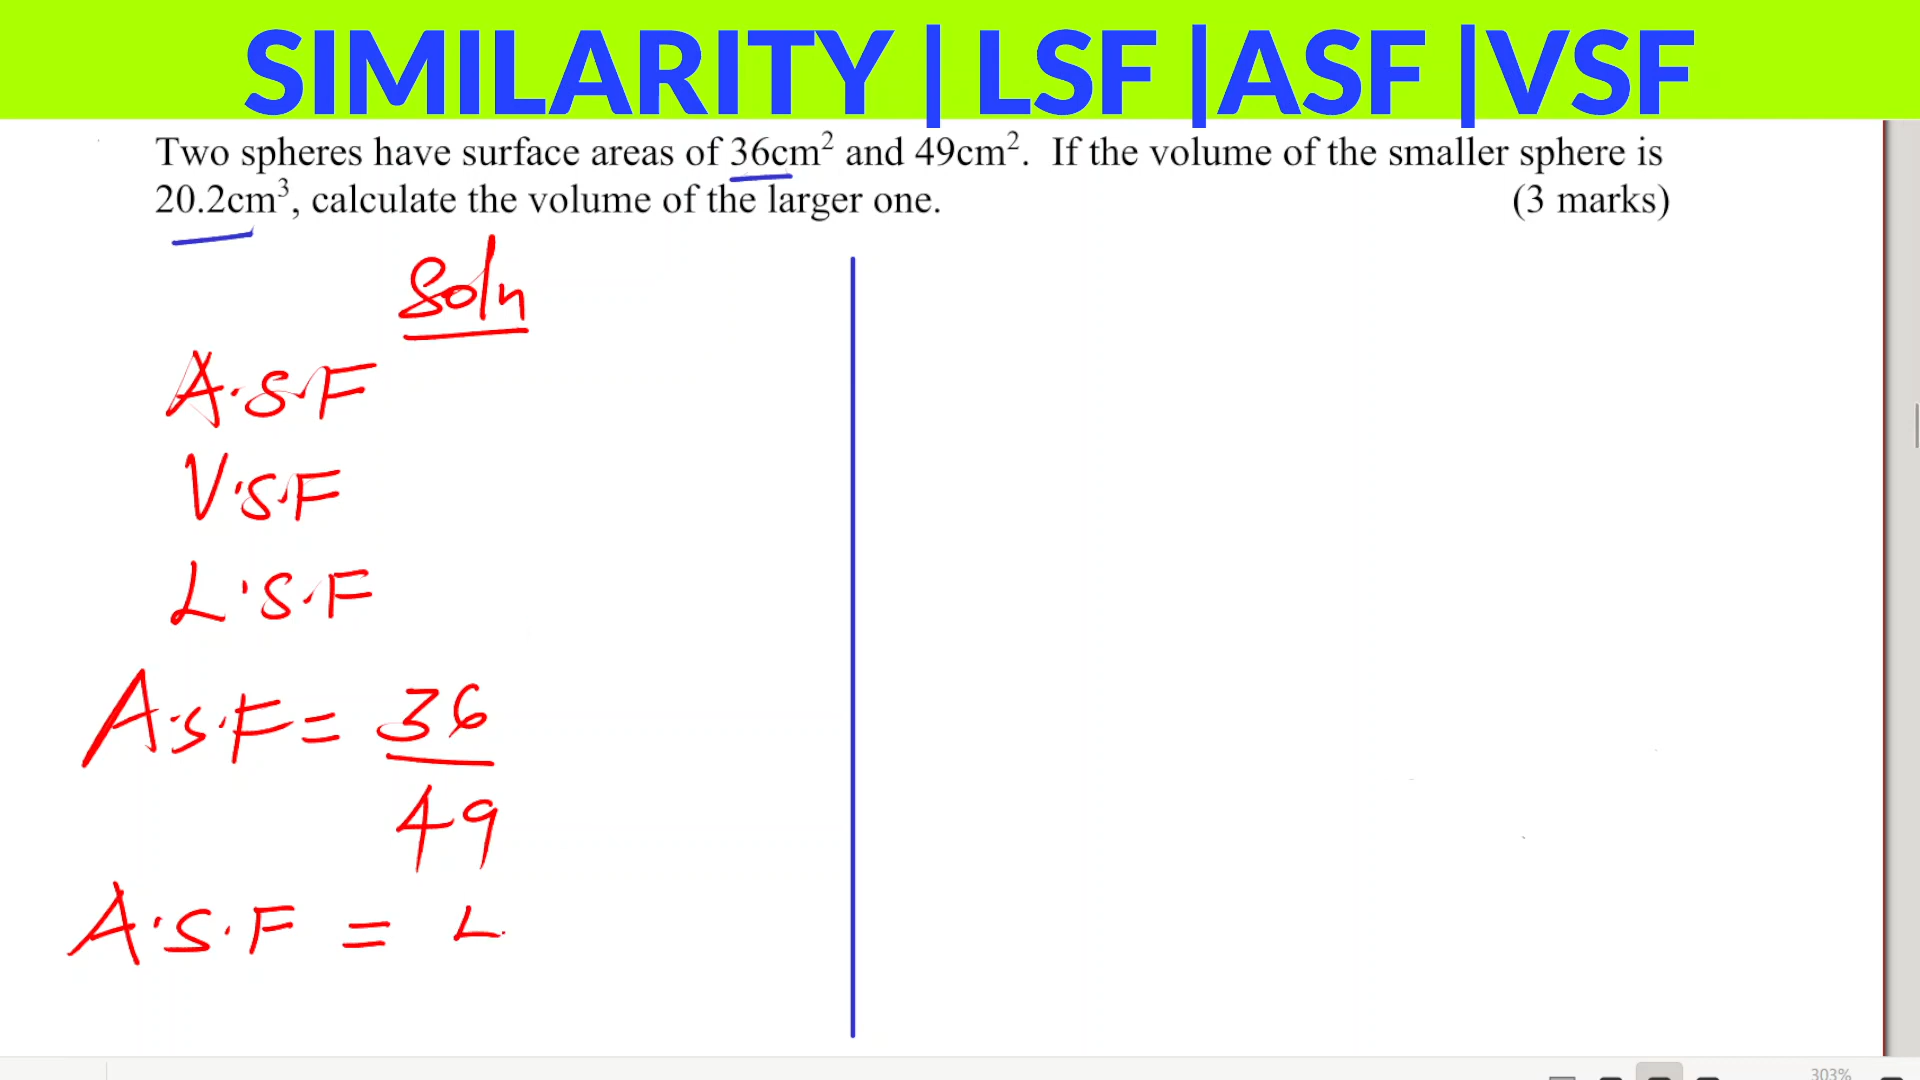 SIMILARITY | LSF |ASF |VSF
Two spheres have surface areas of 36cm² and 49cm². If the volume of the smaller sphere is
20.2cm³, calculate the volume of the larger one. (3 marks)
Soln
A.S.F
V.S.F
L.S.F
A.S.F = 36
49
A.S.F = L.
303%